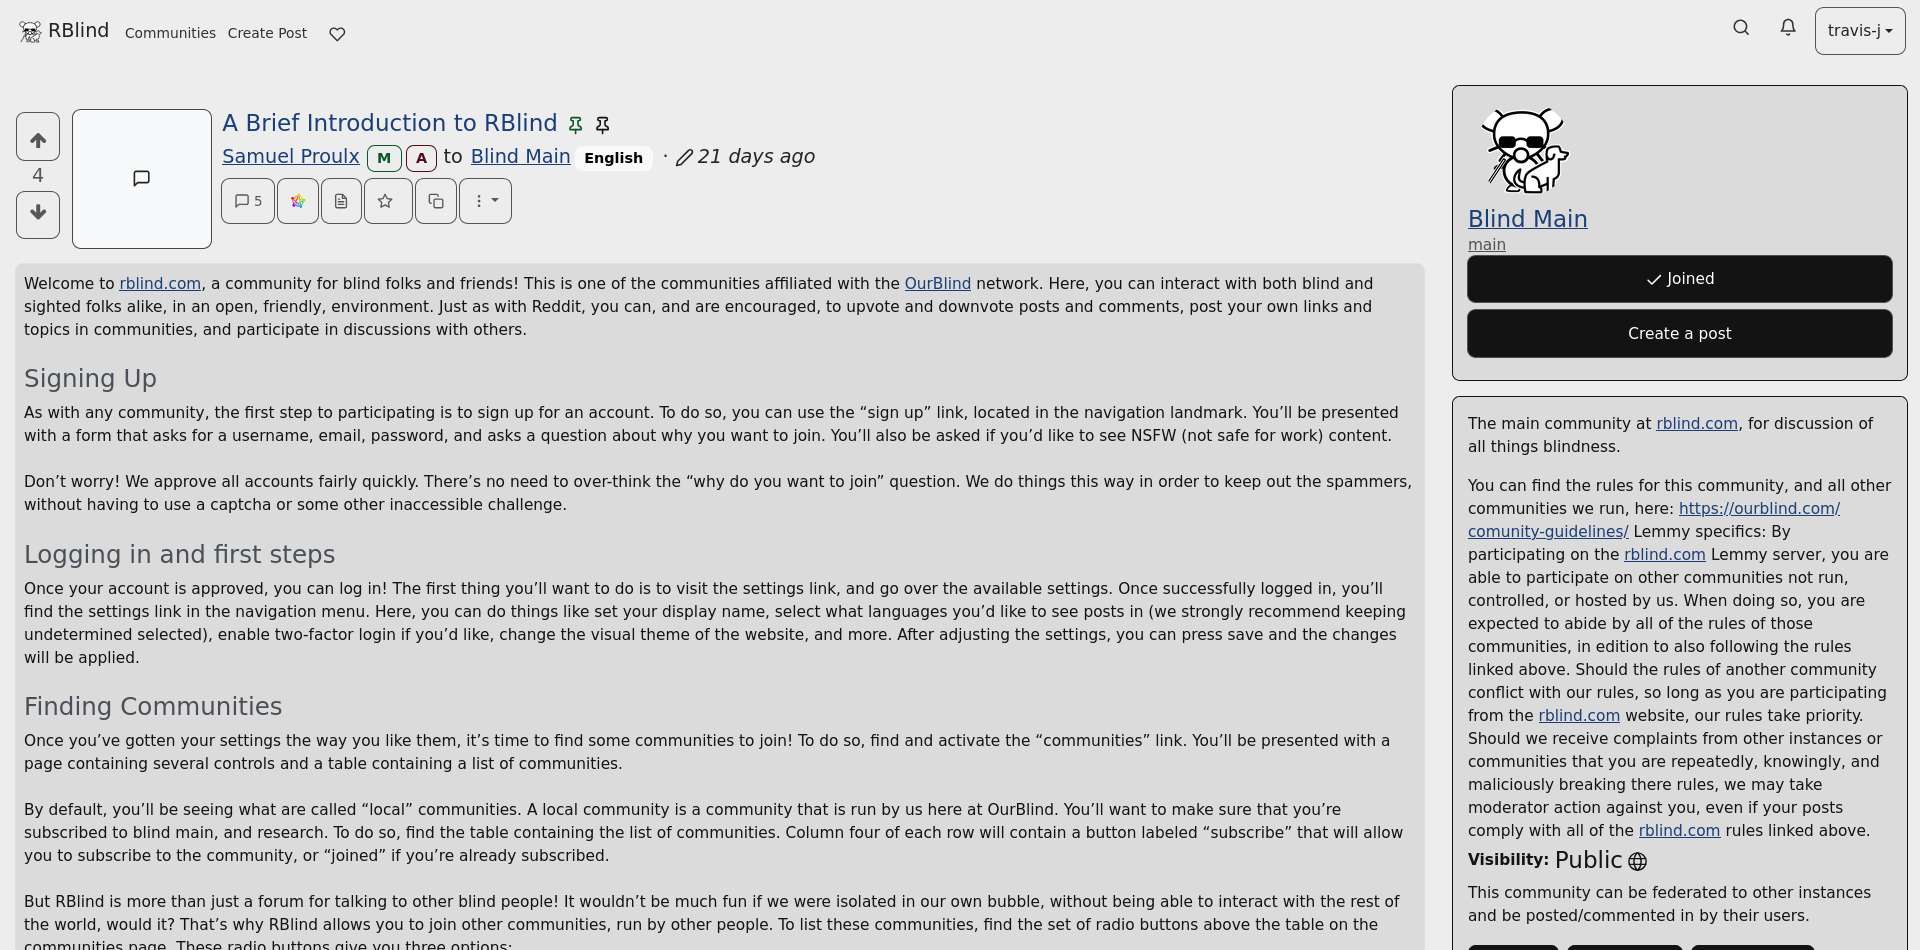 RBlind Communities Create Post travis-j
A Brief Introduction to RBlind
4
Samuel Proulx M A to Blind Main English · 21 days ago
5
Welcome to rblind.com, a community for blind folks and friends! This is one of the communities affiliated with the OurBlind network. Here, you can interact with both blind and
sighted folks alike, in an open, friendly, environment. Just as with Reddit, you can, and are encouraged, to upvote and downvote posts and comments, post your own links and
topics in communities, and participate in discussions with others.
Signing Up
As with any community, the first step to participating is to sign up for an account. To do so, you can use the “sign up” link, located in the navigation landmark. You’ll be presented
with a form that asks for a username, email, password, and asks a question about why you want to join. You’ll also be asked if you’d like to see NSFW (not safe for work) content.
Don’t worry! We approve all accounts fairly quickly. There’s no need to over-think the “why do you want to join” question. We do things this way in order to keep out the spammers,
without having to use a captcha or some other inaccessible challenge.
Logging in and first steps
Once your account is approved, you can log in! The first thing you’ll want to do is to visit the settings link, and go over the available settings. Once successfully logged in, you’ll
find the settings link in the navigation menu. Here, you can do things like set your display name, select what languages you’d like to see posts in (we strongly recommend keeping
undetermined selected), enable two-factor login if you’d like, change the visual theme of the website, and more. After adjusting the settings, you can press save and the changes
will be applied.
Finding Communities
Once you’ve gotten your settings the way you like them, it’s time to find some communities to join! To do so, find and activate the “communities” link. You’ll be presented with a
page containing several controls and a table containing a list of communities.
By default, you’ll be seeing what are called “local” communities. A local community is a community that is run by us here at OurBlind. You’ll want to make sure that you’re
subscribed to blind main, and research. To do so, find the table containing the list of communities. Column four of each row will contain a button labeled “subscribe” that will allow
you to subscribe to the community, or “joined” if you’re already subscribed.
But RBlind is more than just a forum for talking to other blind people! It wouldn’t be much fun if we were isolated in our own bubble, without being able to interact with the rest of
the world, would it? That’s why RBlind allows you to join other communities, run by other people. To list these communities, find the set of radio buttons above the table on the
communities page. These radio buttons give you three options:
Blind Main
main
Joined
Create a post
The main community at rblind.com, for discussion of
all things blindness.
You can find the rules for this community, and all other
communities we run, here: https://ourblind.com/
comunity-guidelines/ Lemmy specifics: By
participating on the rblind.com Lemmy server, you are
able to participate on other communities not run,
controlled, or hosted by us. When doing so, you are
expected to abide by all of the rules of those
communities, in edition to also following the rules
linked above. Should the rules of another community
conflict with our rules, so long as you are participating
from the rblind.com website, our rules take priority.
Should we receive complaints from other instances or
communities that you are repeatedly, knowingly, and
maliciously breaking there rules, we may take
moderator action against you, even if your posts
comply with all of the rblind.com rules linked above.
Visibility: Public
This community can be federated to other instances
and be posted/commented in by their users.